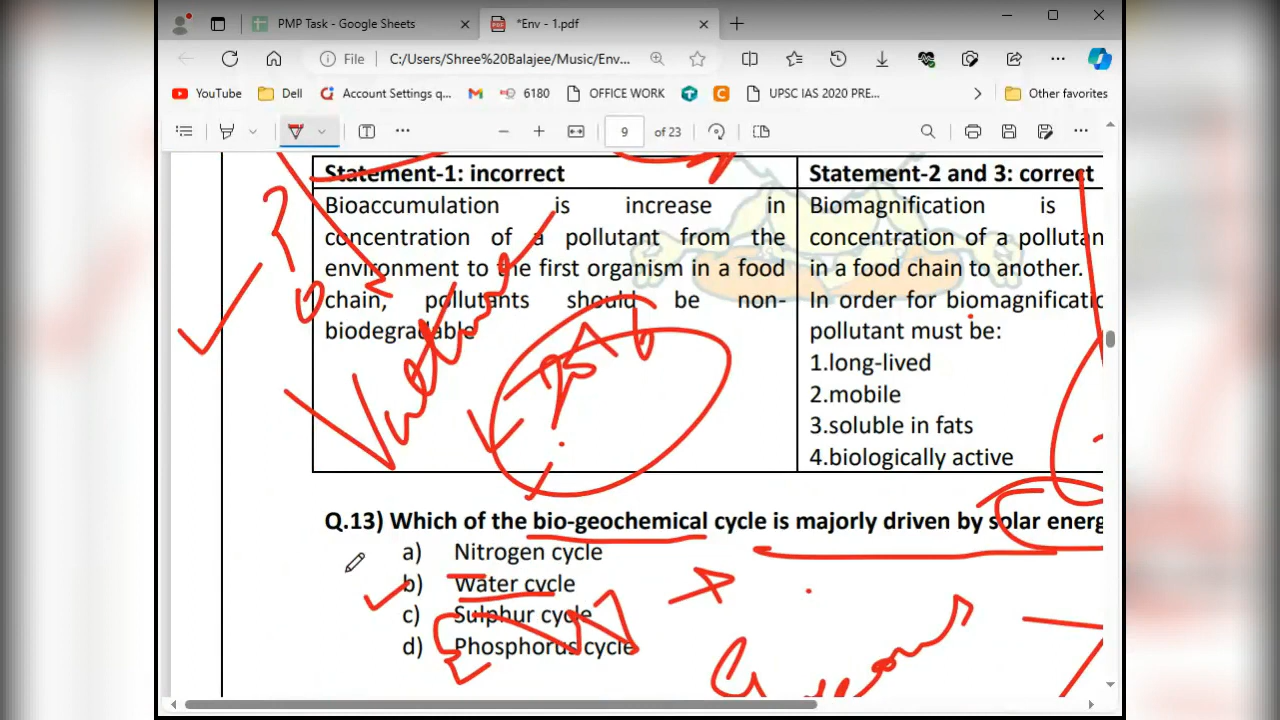 PMP Task - Google Sheets
*Env - 1.pdf
File
C:/Users/Shree%20Balajee/Music/Env...
YouTube
Dell
Account Settings q...
6180
OFFICE WORK
UPSC IAS 2020 PRE...
Other favorites
9 of 23
Statement-1: incorrect
Bioaccumulation is increase in
concentration of a pollutant from the
environment to the first organism in a food
chain, pollutants should be non-
biodegradable
Statement-2 and 3: correct
Biomagnification is
concentration of a pollutan
in a food chain to another.
In order for biomagnificatio
pollutant must be:
1.long-lived
2.mobile
3.soluble in fats
4.biologically active
Q.13) Which of the bio-geochemical cycle is majorly driven by solar energ
a) Nitrogen cycle
b) Water cycle
c) Sulphur cycle
d) Phosphorus cycle